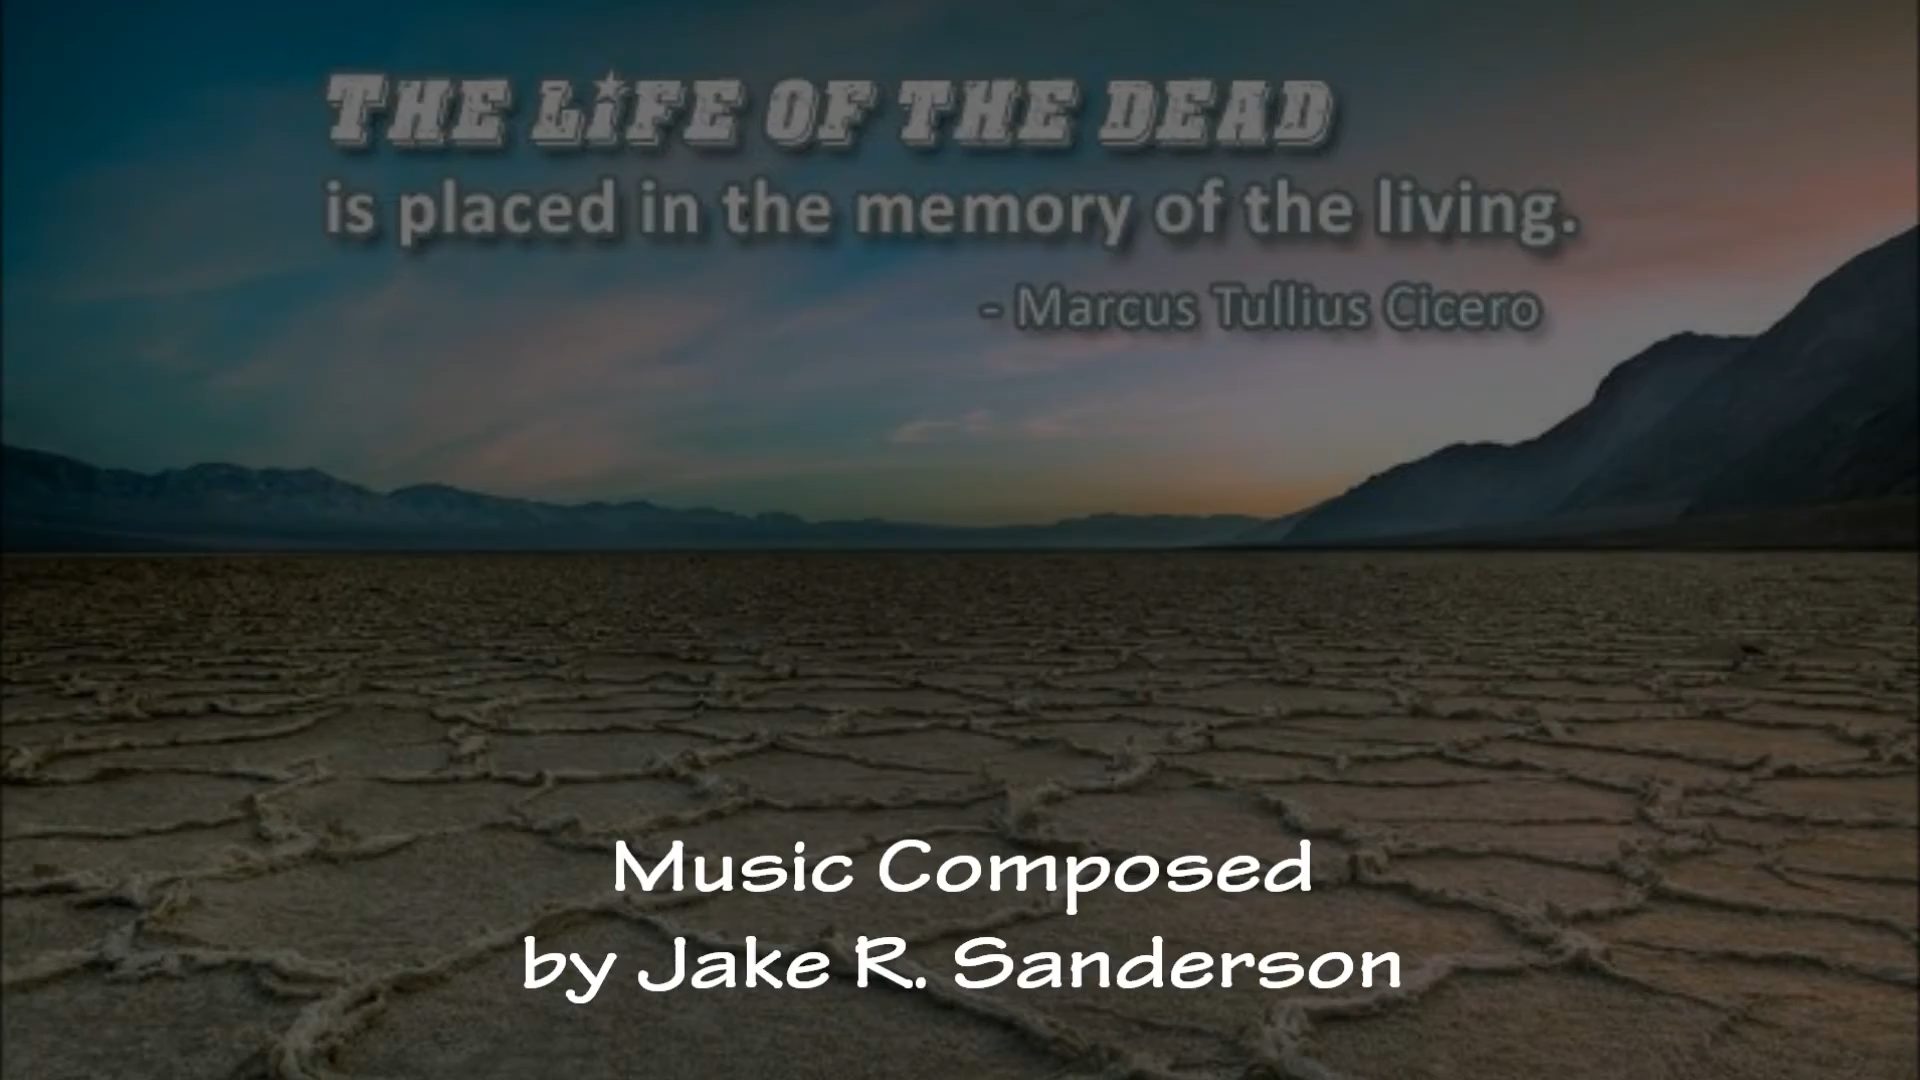 THE LiFE OF THE DEAD
is placed in the memory of the living.
- Marcus Tullius Cicero
Music Composed
by Jake R. Sanderson